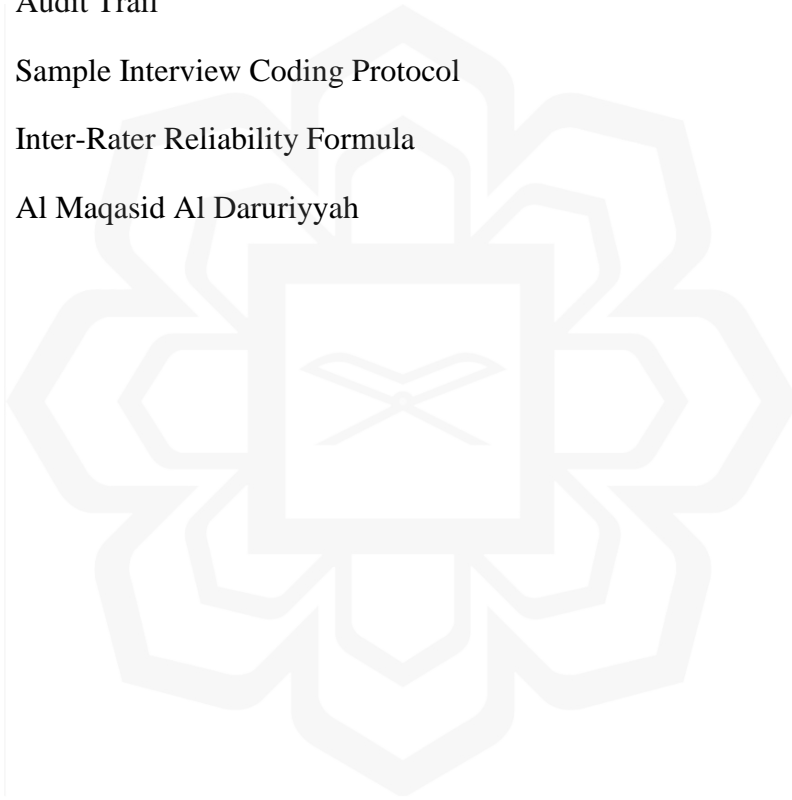 Audit Trail
Sample Interview Coding Protocol
Inter-Rater Reliability Formula
Al Maqasid Al Daruriyyah